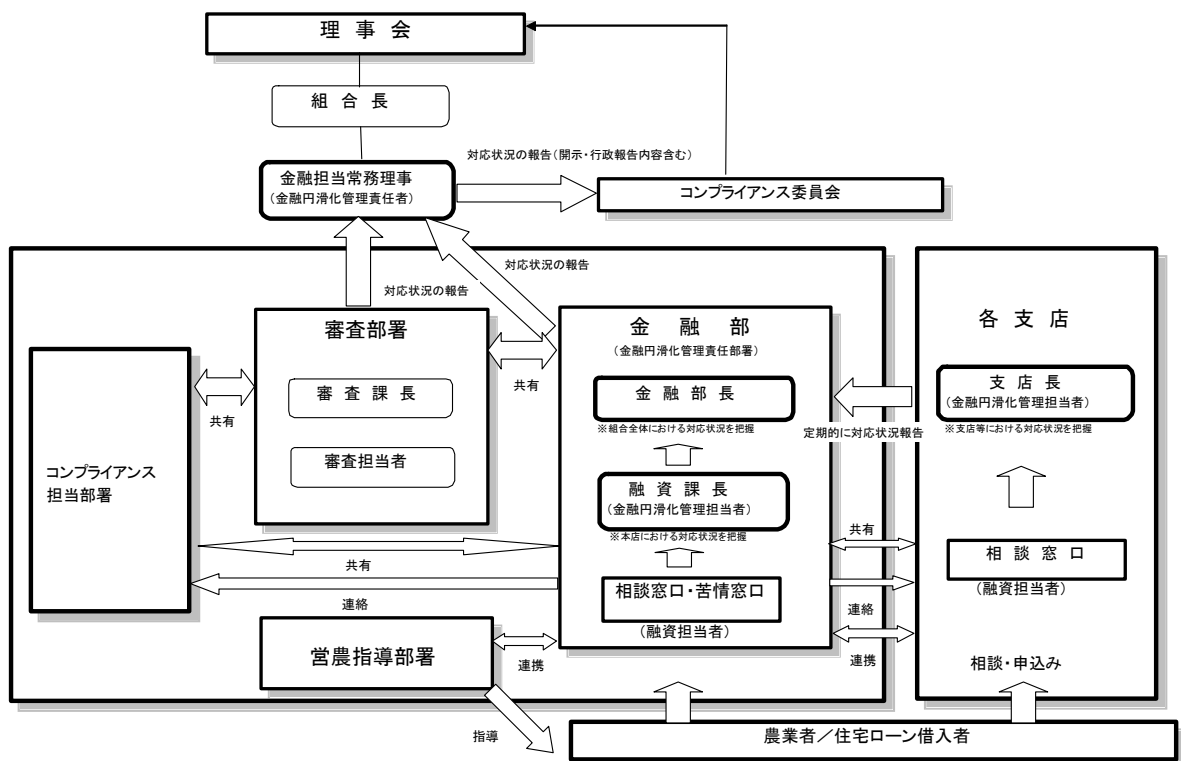 理 事 会
組 合 長
対応状況の報告(開示・行政報告内容含む)
金融担当常務理事
(金融円滑化管理責任者)
コンプライアンス委員会
対応状況の報告
対応状況の報告
審査部署
審 査 課 長
審査担当者
共有
コンプライアンス
担当部署
共有
金 融 部
(金融円滑化管理責任部署)
金 融 部 長
※組合全体における対応状況を把握
融 資 課 長
(金融円滑化管理担当者)
※本店における対応状況を把握
相談窓口・苦情窓口
(融資担当者)
共有
連絡
営農指導部署
連携
指導
各 支 店
支 店 長
(金融円滑化管理担当者)
※支店等における対応状況を把握
定期的に対応状況報告
共有
相 談 窓 口
(融資担当者)
連絡
連携
相談・申込み
農業者/住宅ローン借入者